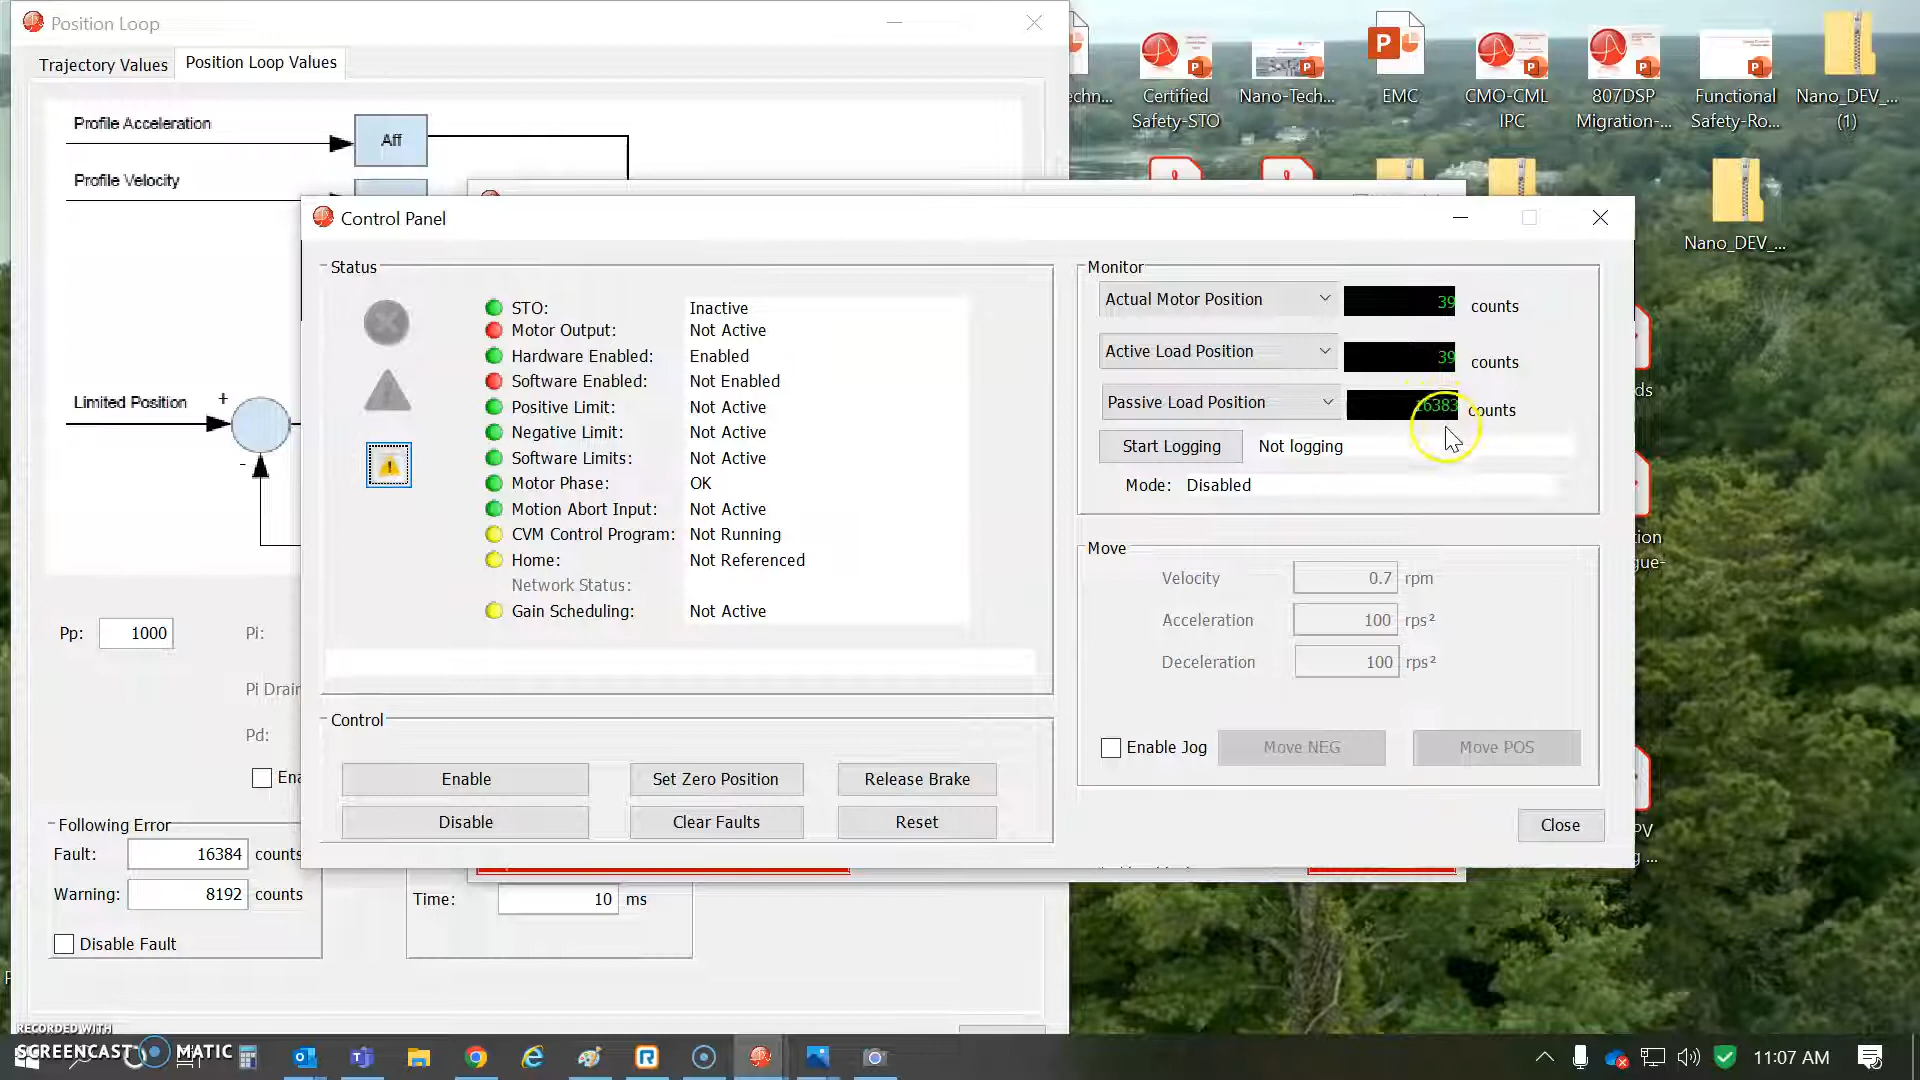 Position Loop
Trajectory Values
Position Loop Values
Profile Acceleration
Aff
Profile Velocity
Limited Position
+
-
Pp:
1000
Pi:
Pi Drain
Pd:
Following Error
Fault:
16384
counts
Warning:
8192
counts
Disable Fault
Time:
10
ms
Control Panel
Status
STO:
Inactive
Motor Output:
Not Active
Hardware Enabled:
Enabled
Software Enabled:
Not Enabled
Positive Limit:
Not Active
Negative Limit:
Not Active
Software Limits:
Not Active
Motor Phase:
OK
Motion Abort Input:
Not Active
CVM Control Program:
Not Running
Home:
Not Referenced
Network Status:
Gain Scheduling:
Not Active
Control
Enable
Set Zero Position
Release Brake
Disable
Clear Faults
Reset
Monitor
Actual Motor Position
39
counts
Active Load Position
39
counts
Passive Load Position
16383
counts
Start Logging
Not logging
Mode:
Disabled
Move
Velocity
0.7
rpm
Acceleration
100
rps²
Deceleration
100
rps²
Enable Jog
Move NEG
Move POS
Close
echn...
Certified
Safety-STO
Nano-Tech...
EMC
CMO-CML
IPC
807DSP
Migration-...
Functional
Safety-Ro...
Nano_DEV_...
(1)
Nano_DEV_...
RECORDED WITH
SCREENCAST MATIC
11:07 AM